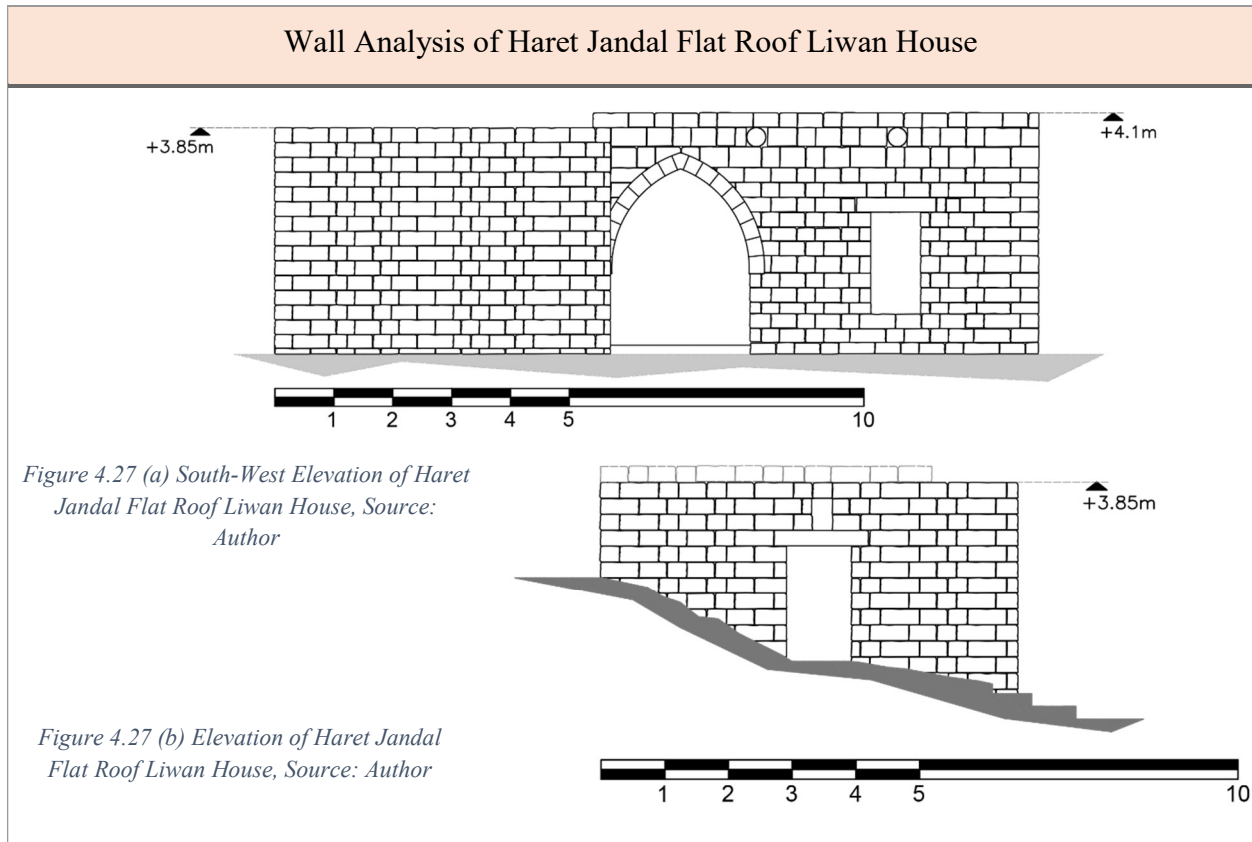 Wall Analysis of Haret Jandal Flat Roof Liwan House
+3.85m
+4.1m
1 2 3 4 5 10
Figure 4.27 (a) South-West Elevation of Haret
Jandal Flat Roof Liwan House, Source:
Author
+3.85m
Figure 4.27 (b) Elevation of Haret Jandal
Flat Roof Liwan House, Source: Author
1 2 3 4 5 10